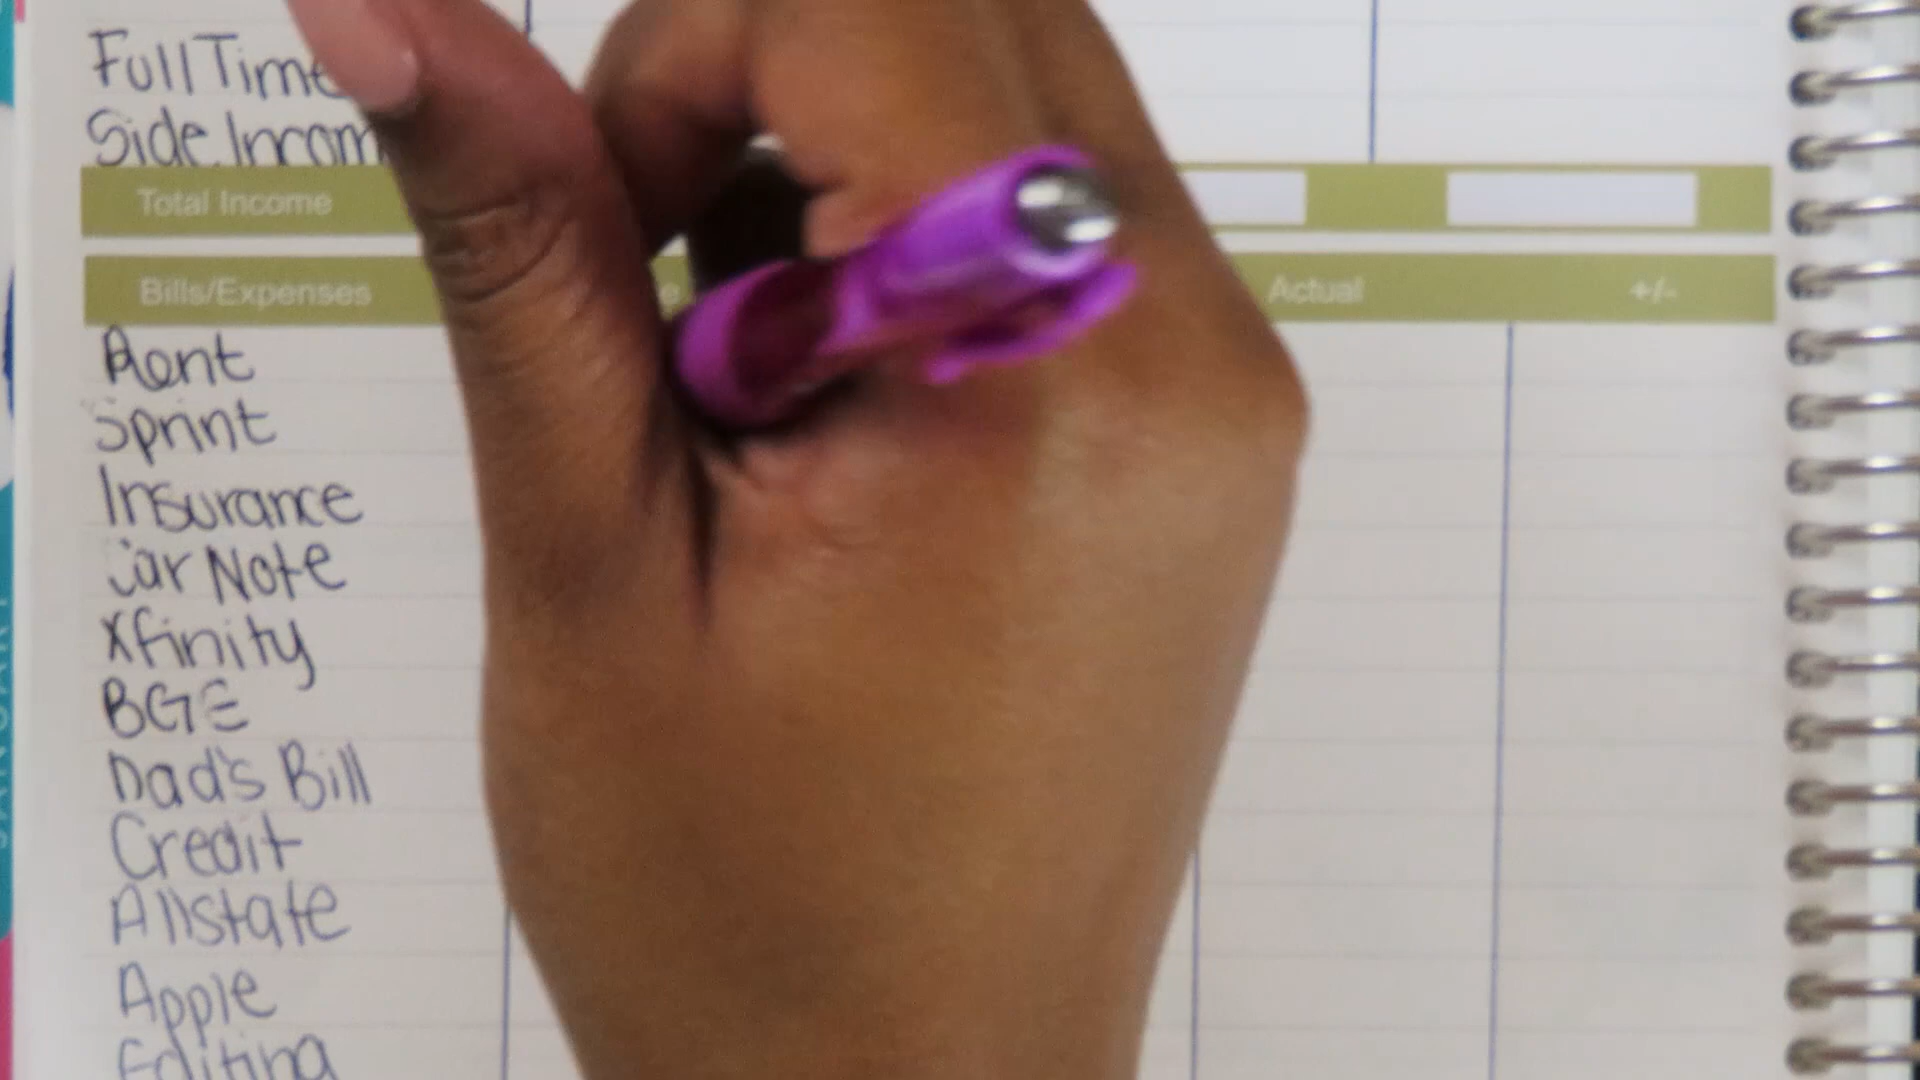 Full Time
Side Incom
Total Income
Bills/Expenses Actual +/-
Rent
Sprint
Insurance
Car Note
Xfinity
BGE
Dad's Bill
Credit
Allstate
Apple
Editing